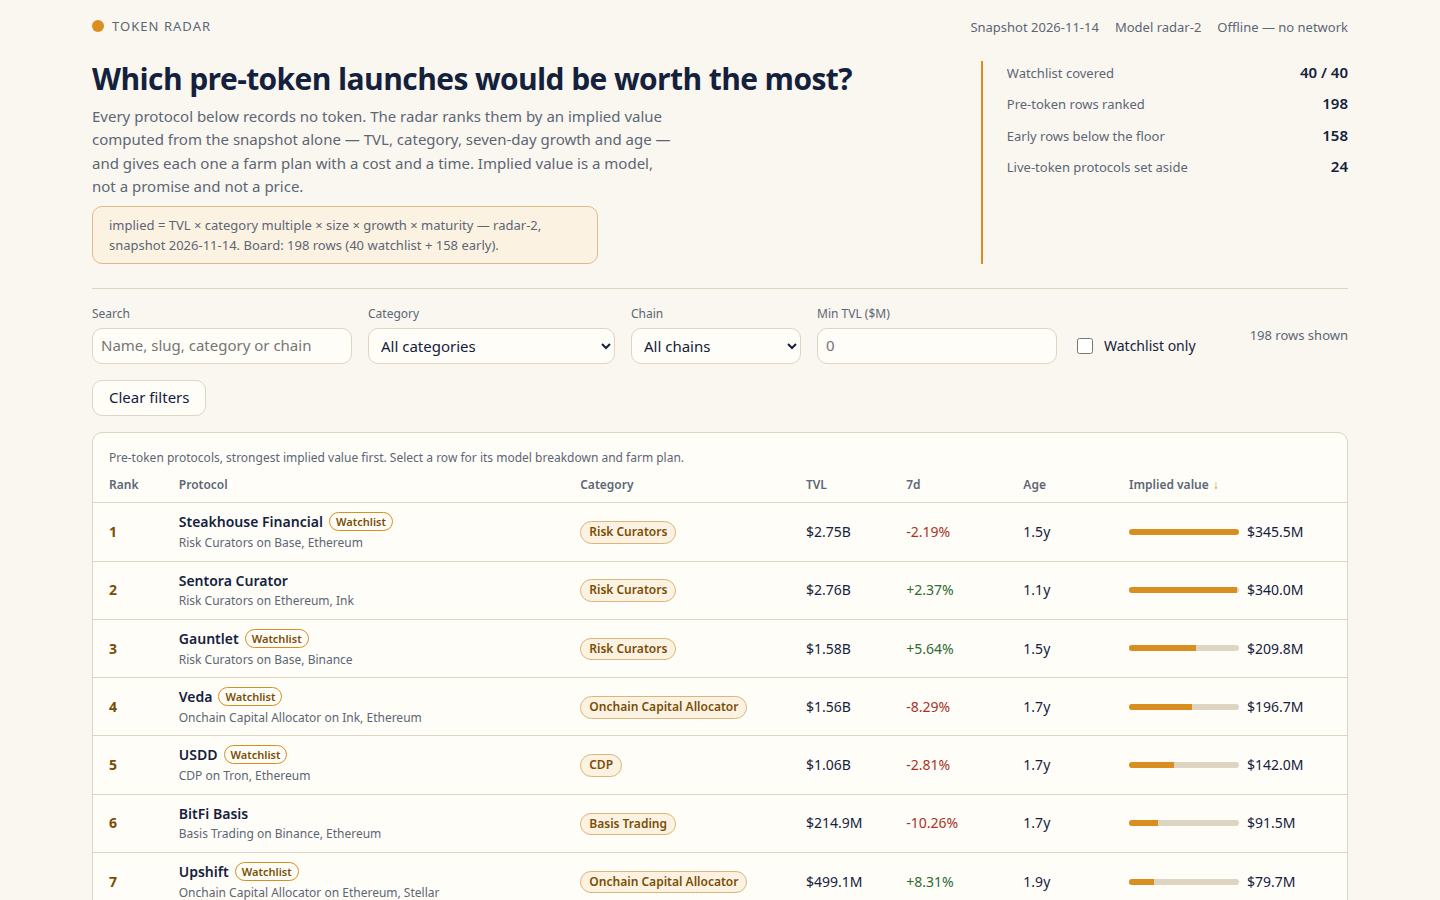 TOKEN RADAR
Snapshot 2026-11-14 Model radar-2 Offline — no network
Which pre-token launches would be worth the most?
Every protocol below records no token. The radar ranks them by an implied value
computed from the snapshot alone — TVL, category, seven-day growth and age —
and gives each one a farm plan with a cost and a time. Implied value is a model,
not a promise and not a price.
implied = TVL × category multiple × size × growth × maturity — radar-2,
snapshot 2026-11-14. Board: 198 rows (40 watchlist + 158 early).
Watchlist covered 40 / 40
Pre-token rows ranked 198
Early rows below the floor 158
Live-token protocols set aside 24
Search Category Chain Min TVL ($M)
Name, slug, category or chain All categories All chains 0 Watchlist only 198 rows shown
Clear filters
Pre-token protocols, strongest implied value first. Select a row for its model breakdown and farm plan.
Rank Protocol Category TVL 7d Age Implied value ↓
1 Steakhouse Financial Watchlist Risk Curators $2.75B -2.19% 1.5y $345.5M
Risk Curators on Base, Ethereum
2 Sentora Curator Risk Curators $2.76B +2.37% 1.1y $340.0M
Risk Curators on Ethereum, Ink
3 Gauntlet Watchlist Risk Curators $1.58B +5.64% 1.5y $209.8M
Risk Curators on Base, Binance
4 Veda Watchlist Onchain Capital Allocator $1.56B -8.29% 1.7y $196.7M
Onchain Capital Allocator on Ink, Ethereum
5 USDD Watchlist CDP $1.06B -2.81% 1.7y $142.0M
CDP on Tron, Ethereum
6 BitFi Basis Basis Trading $214.9M -10.26% 1.7y $91.5M
Basis Trading on Binance, Ethereum
7 Upshift Watchlist Onchain Capital Allocator $499.1M +8.31% 1.9y $79.7M
Onchain Capital Allocator on Ethereum, Stellar